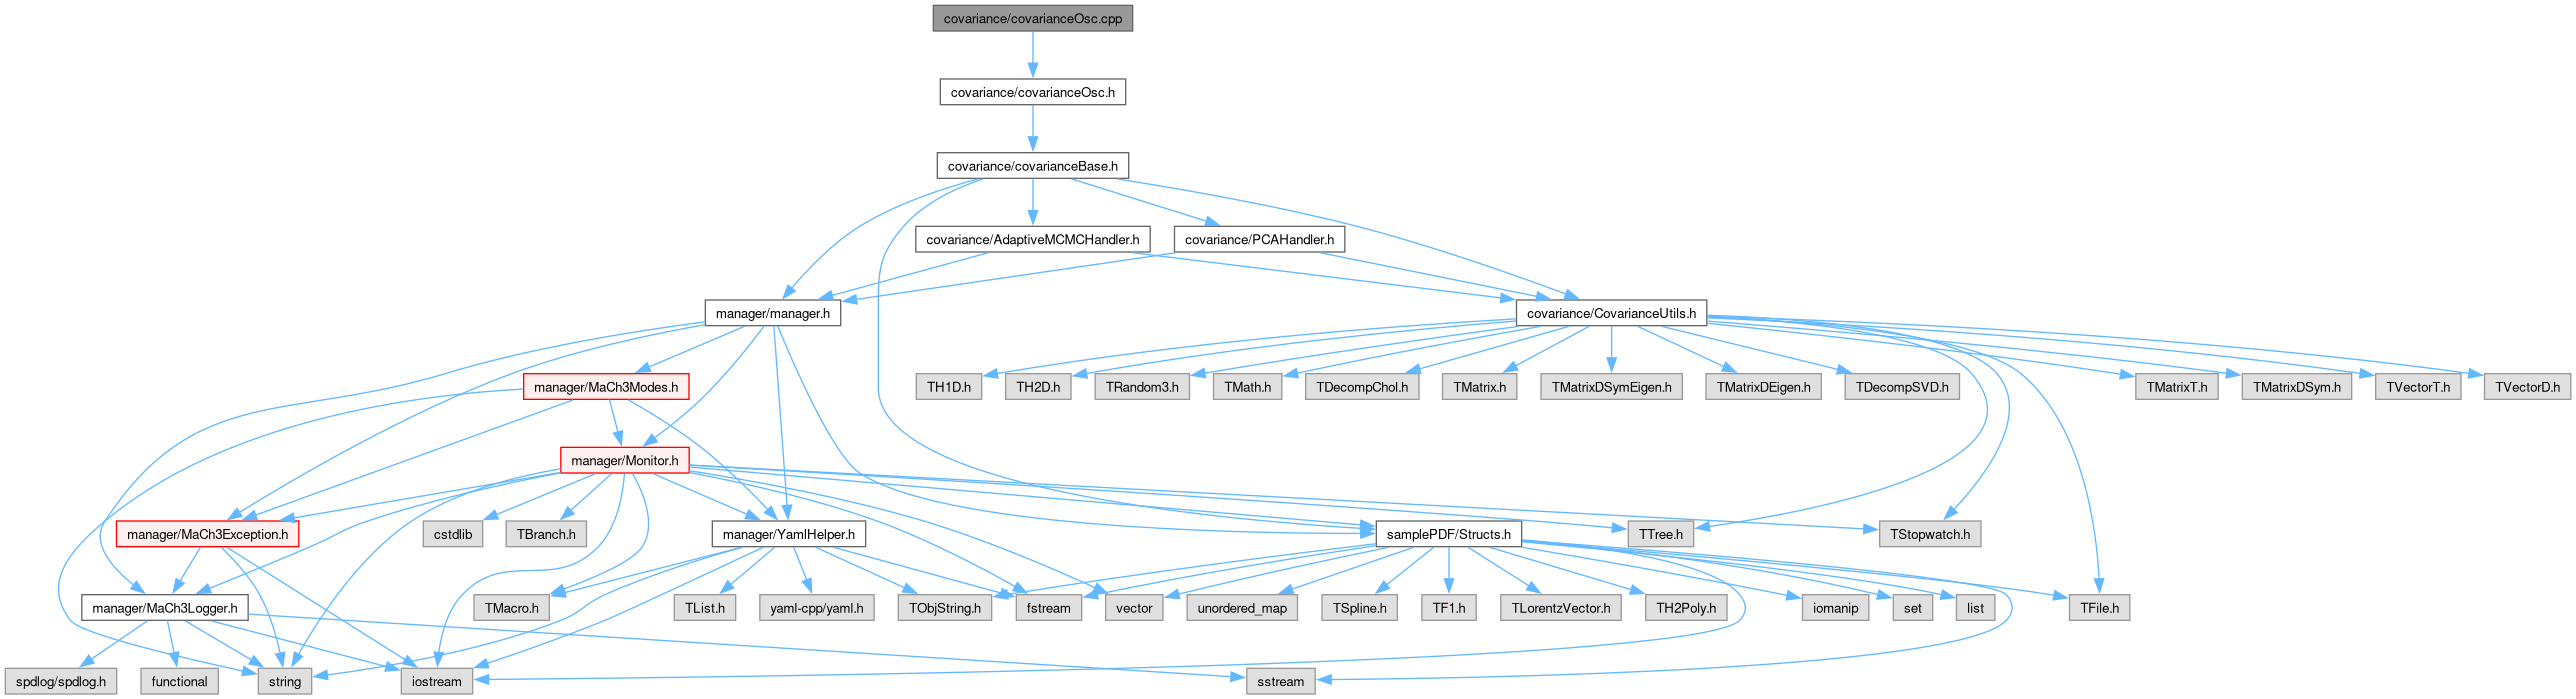 covariance/covarianceOsc.cpp
covariance/covarianceOsc.h
covariance/covarianceBase.h
covariance/AdaptiveMCMCHandler.h
covariance/PCAHandler.h
manager/manager.h
covariance/CovarianceUtils.h
manager/MaCh3Modes.h
TH1D.h
TH2D.h
TRandom3.h
TMath.h
TDecompChol.h
TMatrix.h
TMatrixDSymEigen.h
TMatrixDEigen.h
TDecompSVD.h
TMatrixT.h
TMatrixDSym.h
TVectorT.h
TVectorD.h
manager/Monitor.h
manager/MaCh3Exception.h
cstdlib
TBranch.h
manager/YamlHelper.h
samplePDF/Structs.h
TTree.h
TStopwatch.h
manager/MaCh3Logger.h
TMacro.h
TList.h
yaml-cpp/yaml.h
TObjString.h
fstream
vector
unordered_map
TSpline.h
TF1.h
TLorentzVector.h
TH2Poly.h
iomanip
set
list
TFile.h
spdlog/spdlog.h
functional
string
iostream
sstream